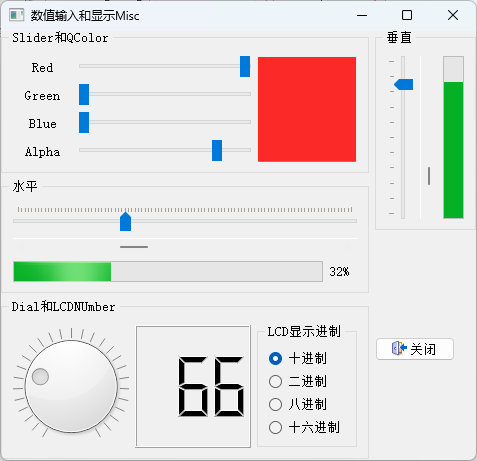 数值输入和显示Misc
Slider和QColor
Red
Green
Blue
Alpha
垂直
水平
32%
Dial和LCDNUmber
66
LCD显示进制
十进制
二进制
八进制
十六进制
关闭